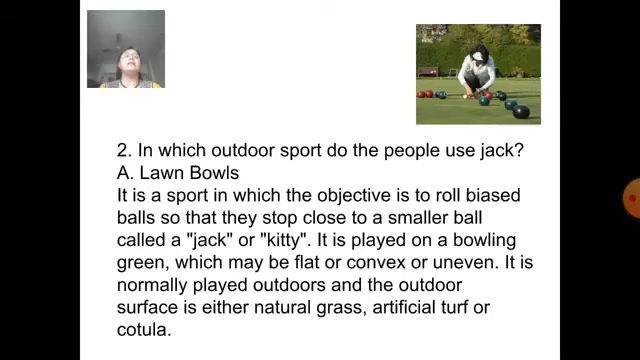 2. In which outdoor sport do the people use jack?
A. Lawn Bowls
It is a sport in which the objective is to roll biased
balls so that they stop close to a smaller ball
called a "jack" or "kitty". It is played on a bowling
green, which may be flat or convex or uneven. It is
normally played outdoors and the outdoor
surface is either natural grass, artificial turf or
cotula.